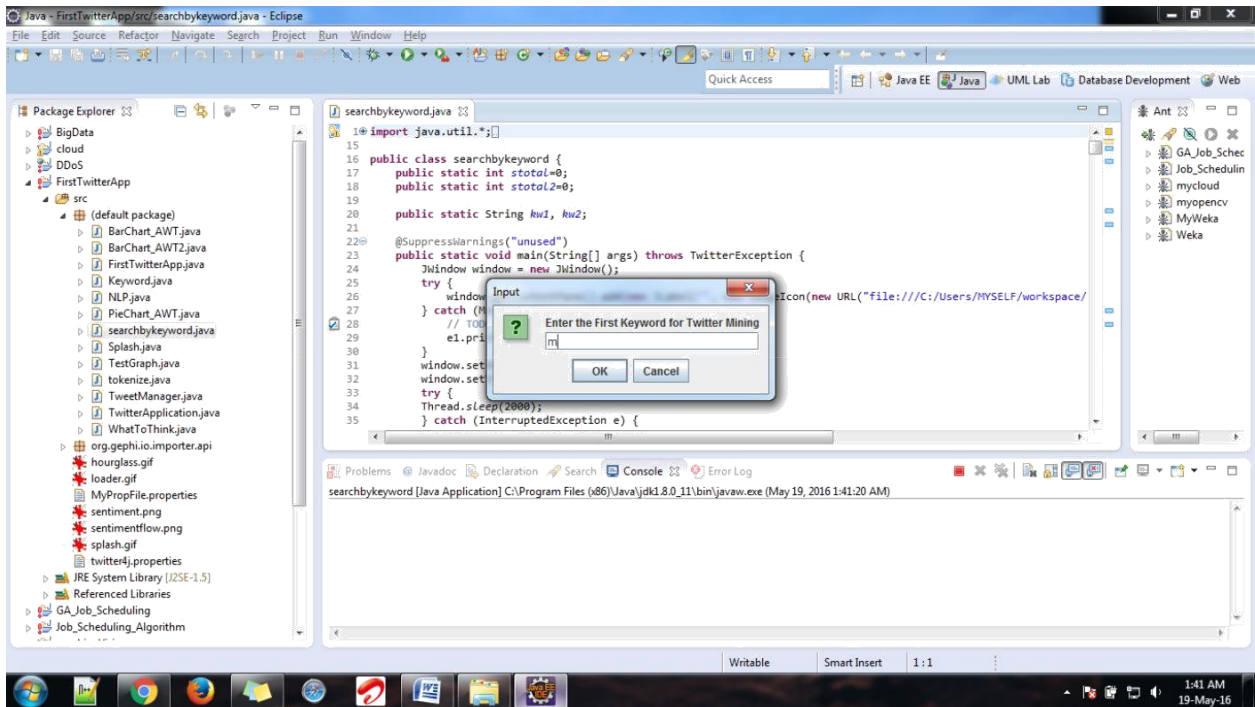 Java - FirstTwitterApp/src/searchbykeyword.java - Eclipse
File Edit Source Refactor Navigate Search Project Run Window Help
Quick Access
Java EE Java UML Lab Database Development Web
Package Explorer
BigData
cloud
DDoS
FirstTwitterApp
src
(default package)
BarChart_AWT.java
BarChart_AWT2.java
FirstTwitterApp.java
Keyword.java
NLP.java
PieChart_AWT.java
searchbykeyword.java
Splash.java
TestGraph.java
tokenize.java
TweetManager.java
TwitterApplication.java
WhatToThink.java
org.gephi.io.importer.api
hourglass.gif
loader.gif
MyPropFile.properties
sentiment.png
sentimentflow.png
splash.gif
twitter4j.properties
JRE System Library [J2SE-1.5]
Referenced Libraries
GA_Job_Scheduling
Job_Scheduling_Algorithm
searchbykeyword.java
1 import java.util.*;
15
16 public class searchbykeyword {
17 public static int stotal=0;
18 public static int stotal2=0;
19
20 public static String kw1, kw2;
21
22 @SuppressWarnings("unused")
23 public static void main(String[] args) throws TwitterException {
24 JWindow window = new JWindow();
25 try {
26 window eIcon(new URL("file:///C:/Users/MYSELF/workspace/
27 } catch (M
28 // TOD
29 e1.pri
30 }
31 window.set
32 window.set
33 try {
34 Thread.sleep(2000);
35 } catch (InterruptedException e) {
Input
Enter the First Keyword for Twitter Mining
m
OK Cancel
Ant
GA_Job_Schec
Job_Schedulin
mycloud
myopencv
MyWeka
Weka
Problems @ Javadoc Declaration Search Console Error Log
searchbykeyword [Java Application] C:\Program Files (x86)\Java\jdk1.8.0_11\bin\javaw.exe (May 19, 2016 1:41:20 AM)
Writable Smart Insert 1:1
Java EE
IDE
1:41 AM
19-May-16